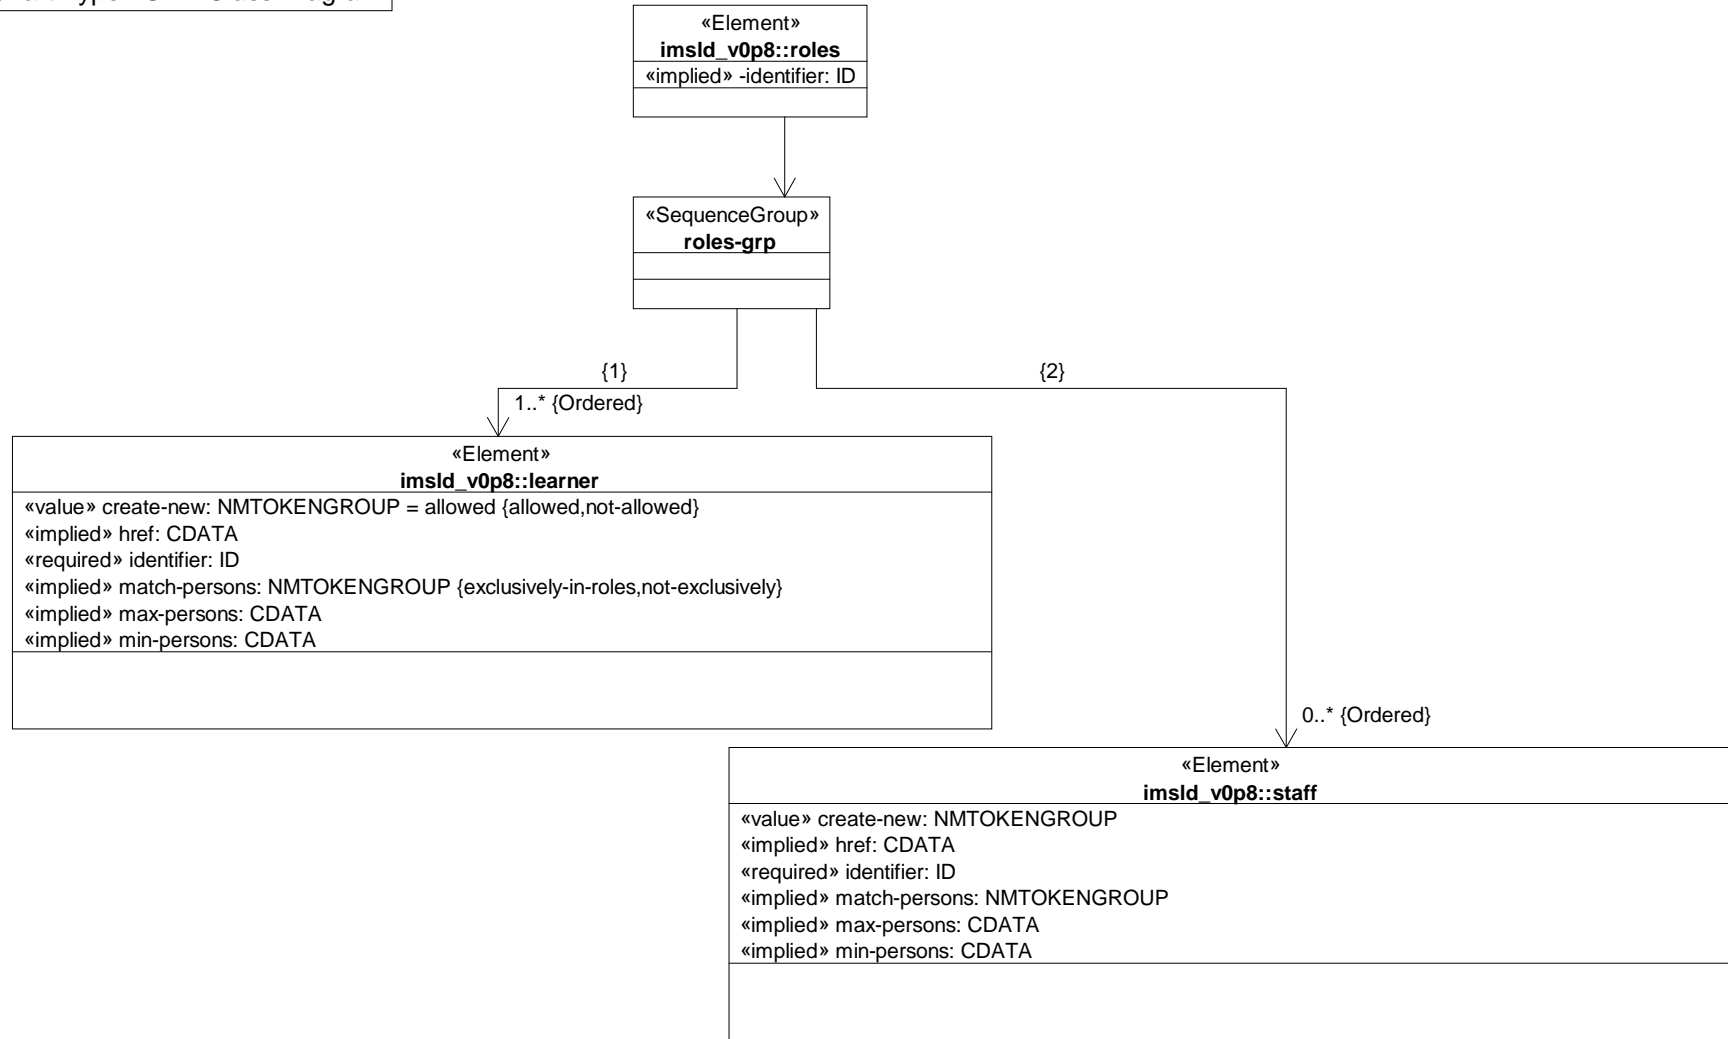 «Element»
imsld_v0p8::roles
«implied» -identifier: ID
«SequenceGroup»
roles-grp
{1}
{2}
1..* {Ordered}
«Element»
imsld_v0p8::learner
«value» create-new: NMTOKENGROUP = allowed {allowed,not-allowed}
«implied» href: CDATA
«required» identifier: ID
«implied» match-persons: NMTOKENGROUP {exclusively-in-roles,not-exclusively}
«implied» max-persons: CDATA
«implied» min-persons: CDATA
0..* {Ordered}
«Element»
imsld_v0p8::staff
«value» create-new: NMTOKENGROUP
«implied» href: CDATA
«required» identifier: ID
«implied» match-persons: NMTOKENGROUP
«implied» max-persons: CDATA
«implied» min-persons: CDATA